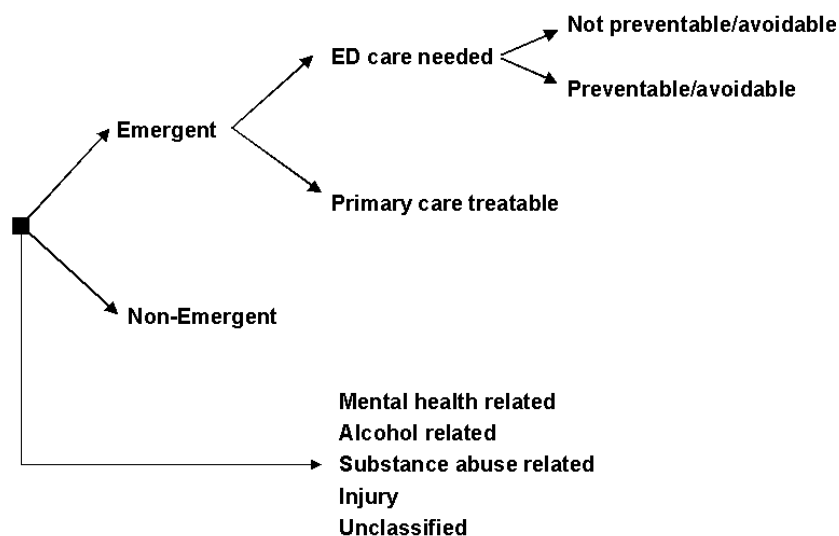 Not preventable/avoidable
ED care needed
Preventable/avoidable
Emergent
Primary care treatable
Non-Emergent
Mental health related
Alcohol related
Substance abuse related
Injury
Unclassified